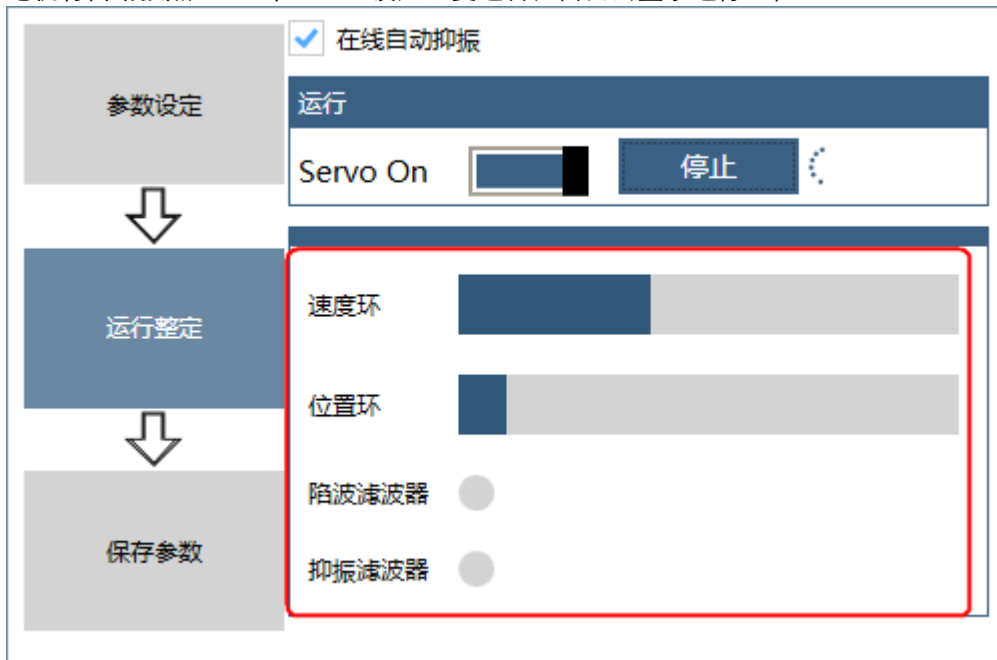 在线自动抑振
参数设定
运行
Servo On
停止
速度环
运行整定
位置环
陷波滤波器
保存参数
抑振滤波器